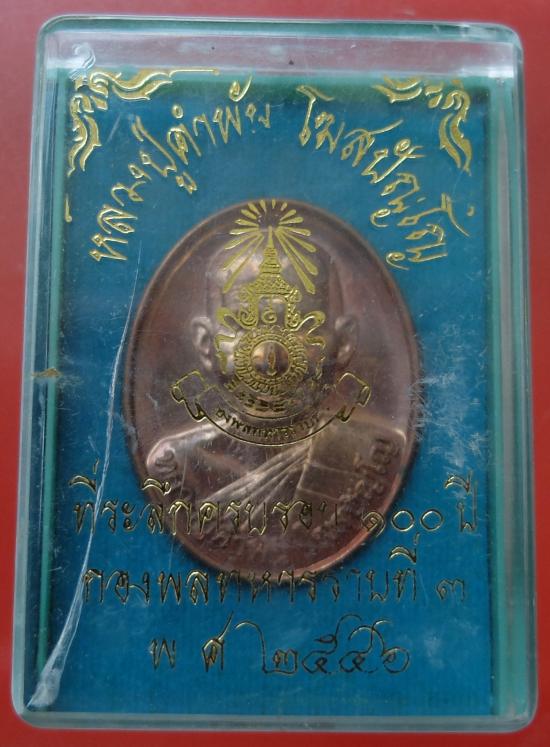 หลวงปู่คำพันธ์ โฆสปัญโญ
ที่ระลึกครบรอบ ๑๐๐ ปี
กองพลทหารราบที่ ๓
พ ศ ๒๕๕๖